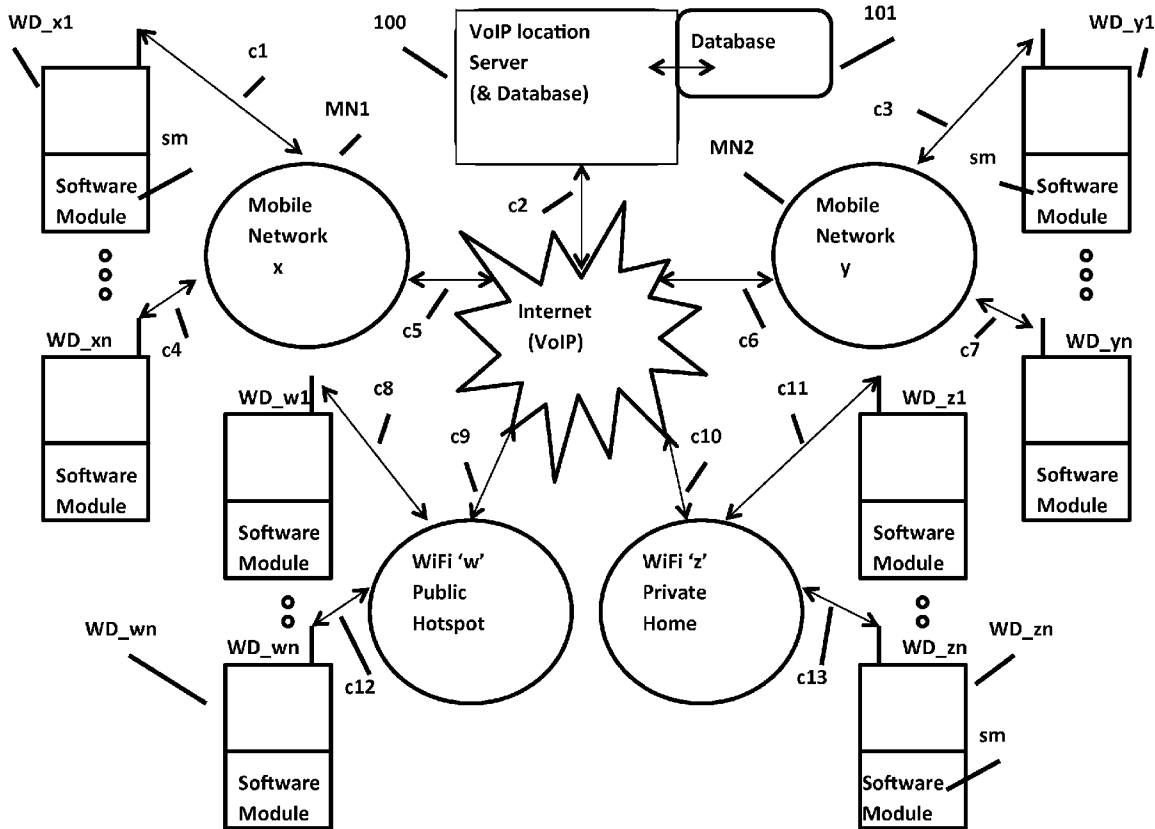 WD_x1
c1
sm
Software
Module
MN1
Mobile
Network
x
100
VoIP location
Server
(& Database)
Database
101
c2
MN2
Mobile
Network
y
c3
WD_y1
sm
Software
Module
WD_xn
c4
Software
Module
c5
Internet
(VoIP)
c6
c7
WD_yn
Software
Module
WD_w1
c8
Software
Module
c9
c10
c11
WD_z1
Software
Module
WiFi ‘w’
Public
Hotspot
WiFi ‘z’
Private
Home
WD_wn
WD_wn
c12
Software
Module
c13
WD_zn
WD_zn
sm
Software
Module